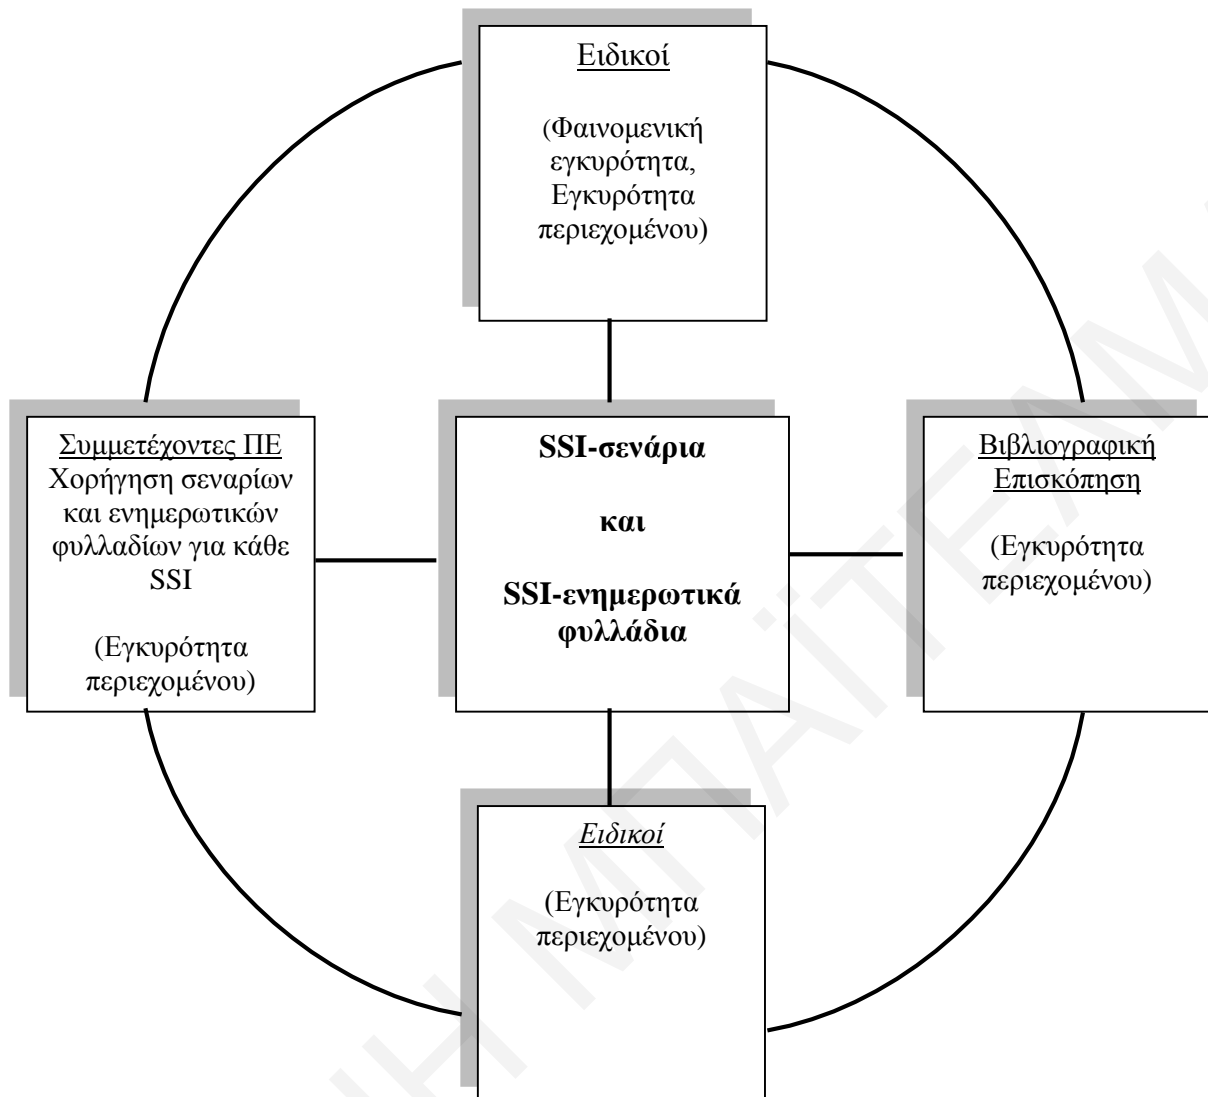 Ειδικοί
(Φαινομενική
εγκυρότητα,
Εγκυρότητα
περιεχομένου)
Συμμετέχοντες ΠΕ
Χορήγηση σεναρίων
και ενημερωτικών
φυλλαδίων για κάθε
SSI
(Εγκυρότητα
περιεχομένου)
SSI-σενάρια
και
SSI-ενημερωτικά
φυλλάδια
Βιβλιογραφική
Επισκόπηση
(Εγκυρότητα
περιεχομένου)
Ειδικοί
(Εγκυρότητα
περιεχομένου)